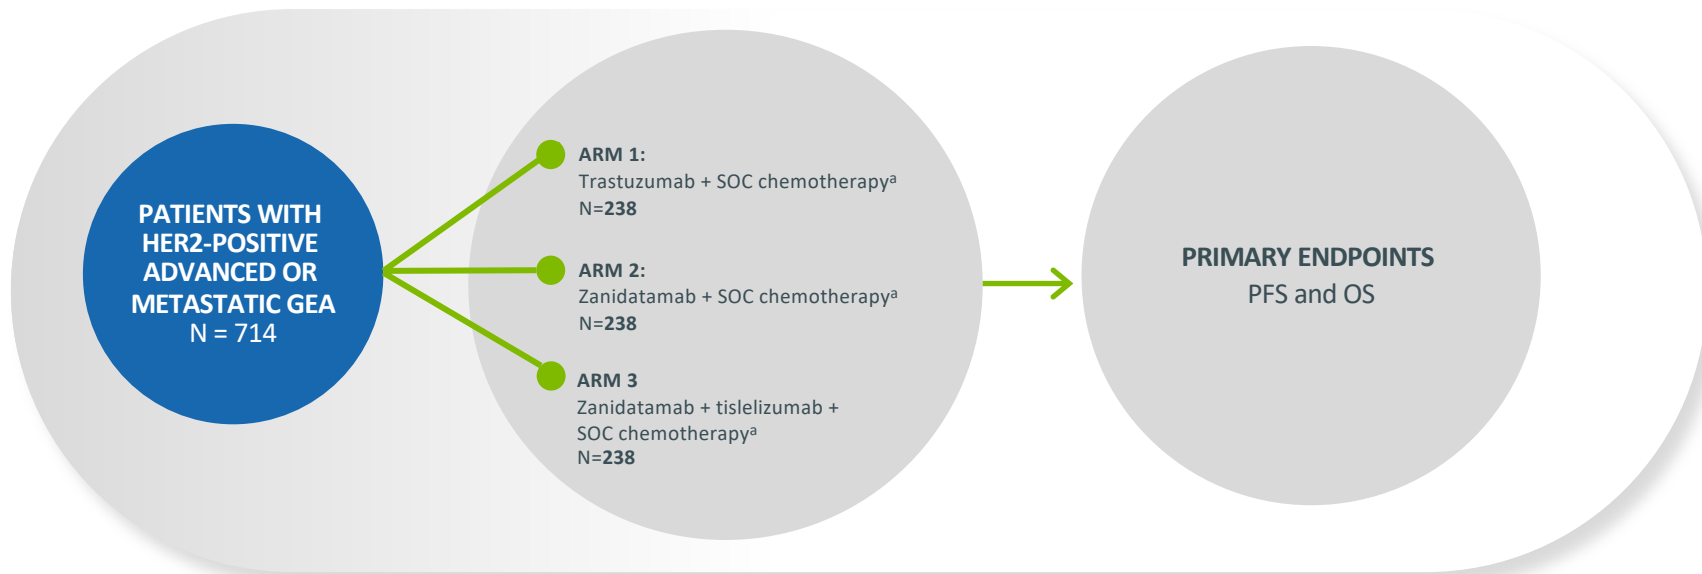 PATIENTS WITH
HER2-POSITIVE
ADVANCED OR
METASTATIC GEA
N = 714
ARM 1:
Trastuzumab + SOC chemotherapyᵃ
N=238
ARM 2:
Zanidatamab + SOC chemotherapyᵃ
N=238
ARM 3
Zanidatamab + tislelizumab +
SOC chemotherapyᵃ
N=238
PRIMARY ENDPOINTS
PFS and OS